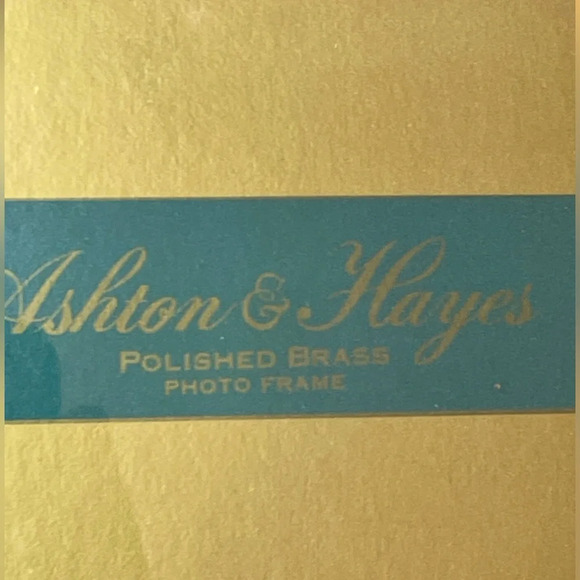 Ashton & Hayes
POLISHED BRASS
PHOTO FRAME